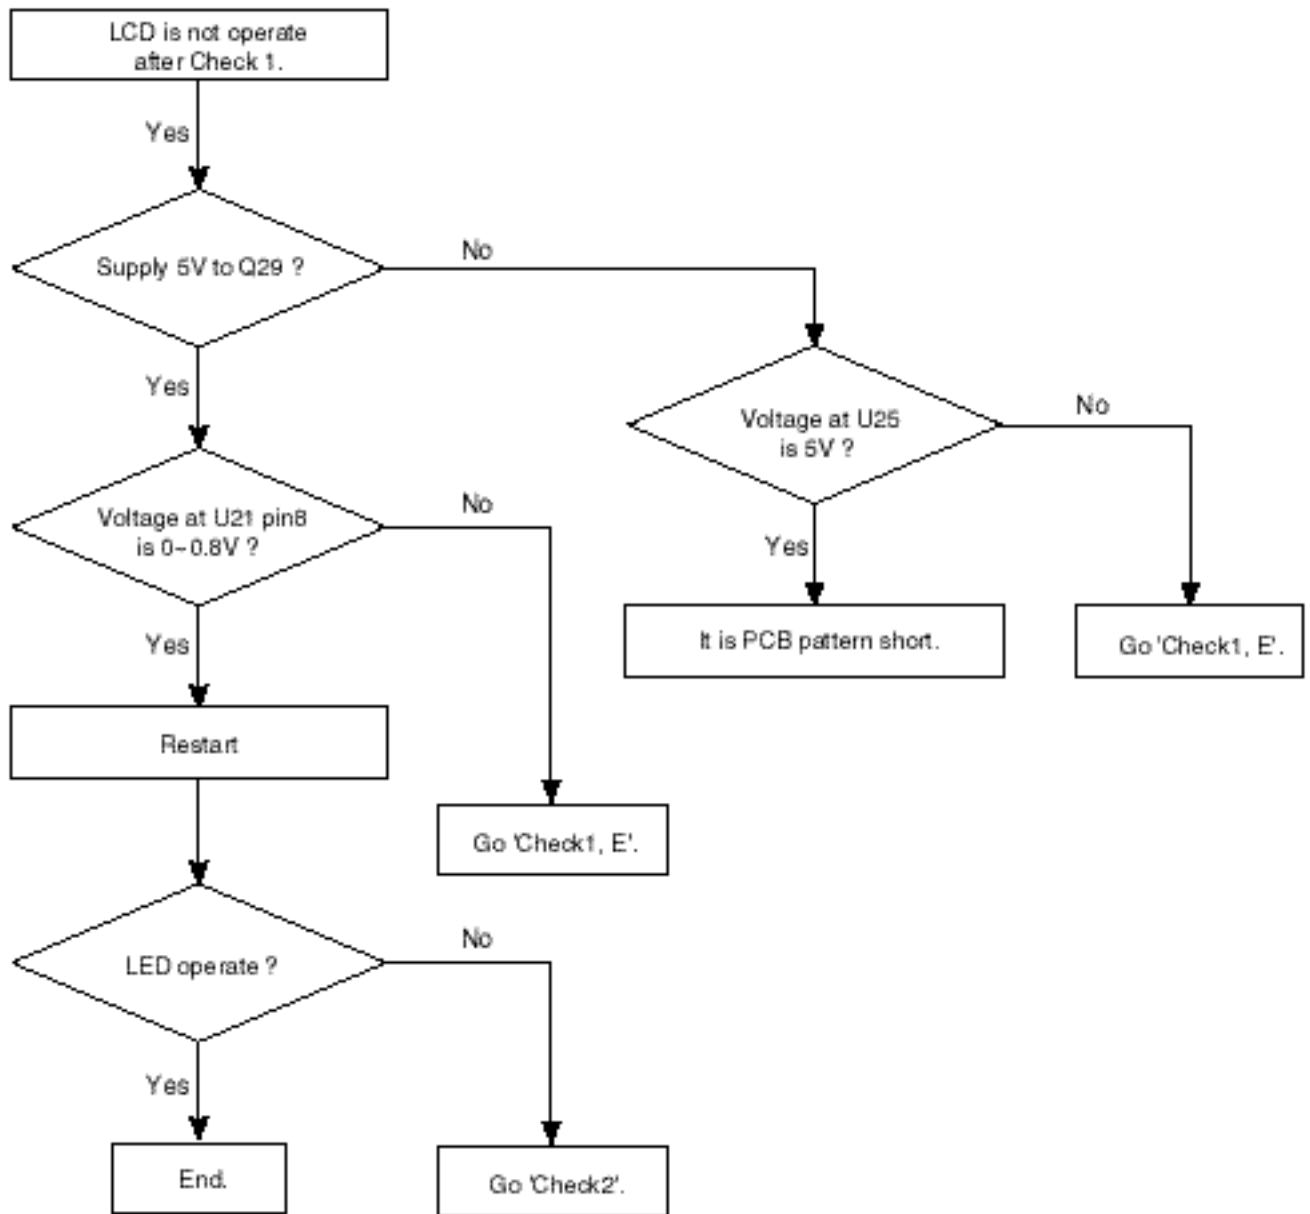 LCD is not operate
after Check 1.
Yes
Supply 5V to Q29 ?
No
Yes
Voltage at U25
is 5V ?
No
Voltage at U21 pin8
is 0~0.8V ?
No
Yes
It is PCB pattern short.
Go 'Check1, E'.
Yes
Restart
Go 'Check1, E'.
LED operate ?
No
Yes
End.
Go 'Check2'.